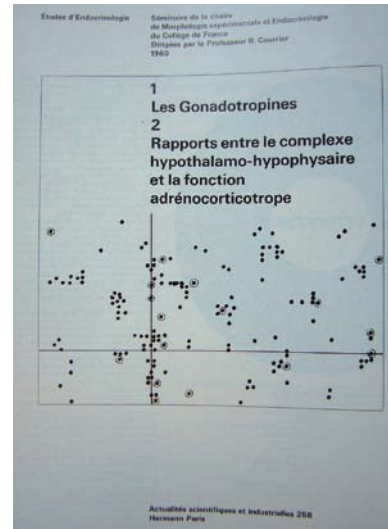 Études d'Endocrinologie
Séminaire de la chaire
de Morphologie expérimentale et Endocrinologie
du Collège de France
Dirigées par le Professeur R. Courrier
1960
1
Les Gonadotropines
2
Rapports entre le complexe
hypothalamo-hypophysaire
et la fonction
adrénocorticotrope
Actualités scientifiques et industrielles 268
Hermann Paris